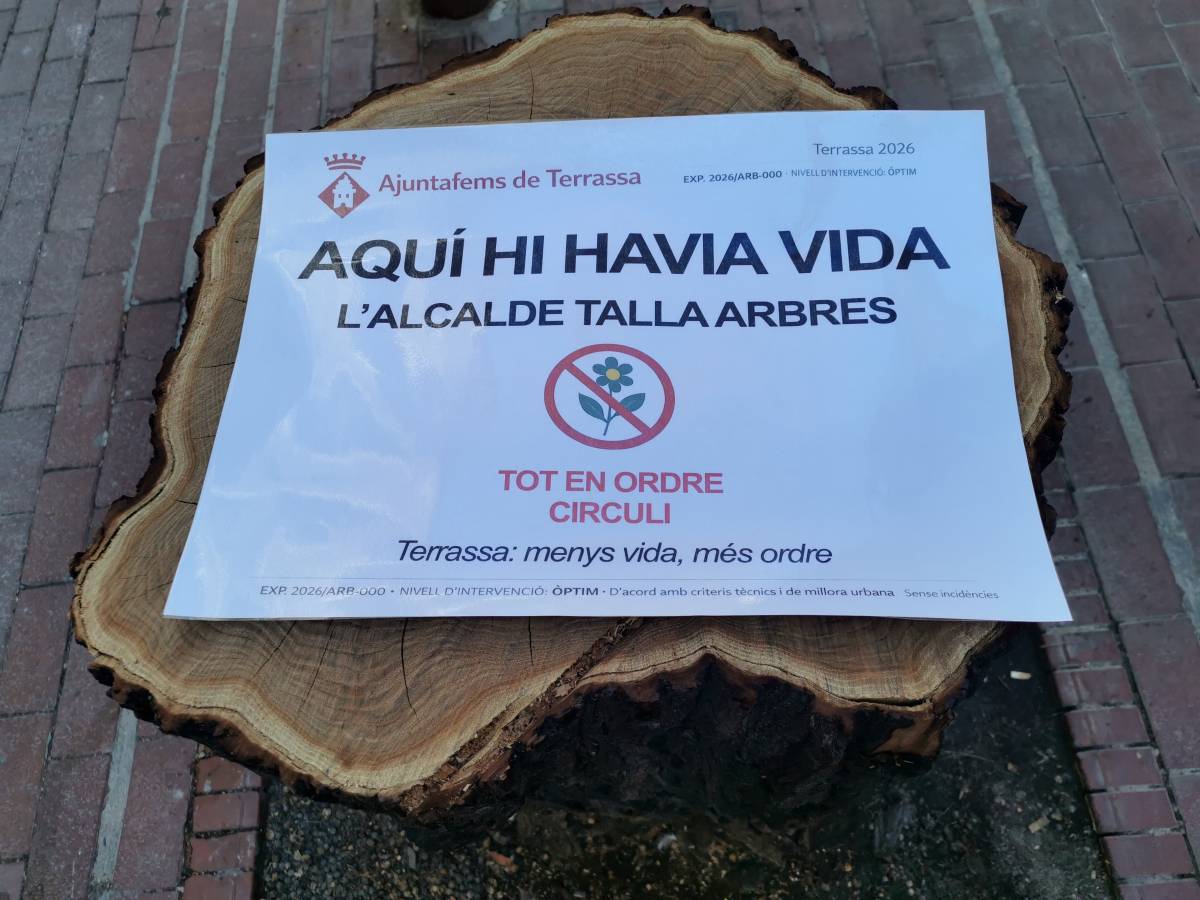 Terrassa 2026
Ajuntafems de Terrassa
EXP. 2026/ARB-000 · NIVELL D'INTERVENCIÓ: ÒPTIM
AQUÍ HI HAVIA VIDA
L'ALCALDE TALLA ARBRES
TOT EN ORDRE
CIRCULI
Terrassa: menys vida, més ordre
EXP. 2026/ARB-000 • NIVELL D'INTERVENCIÓ: ÒPTIM • D'acord amb criteris tècnics i de millora urbana Sense incidències